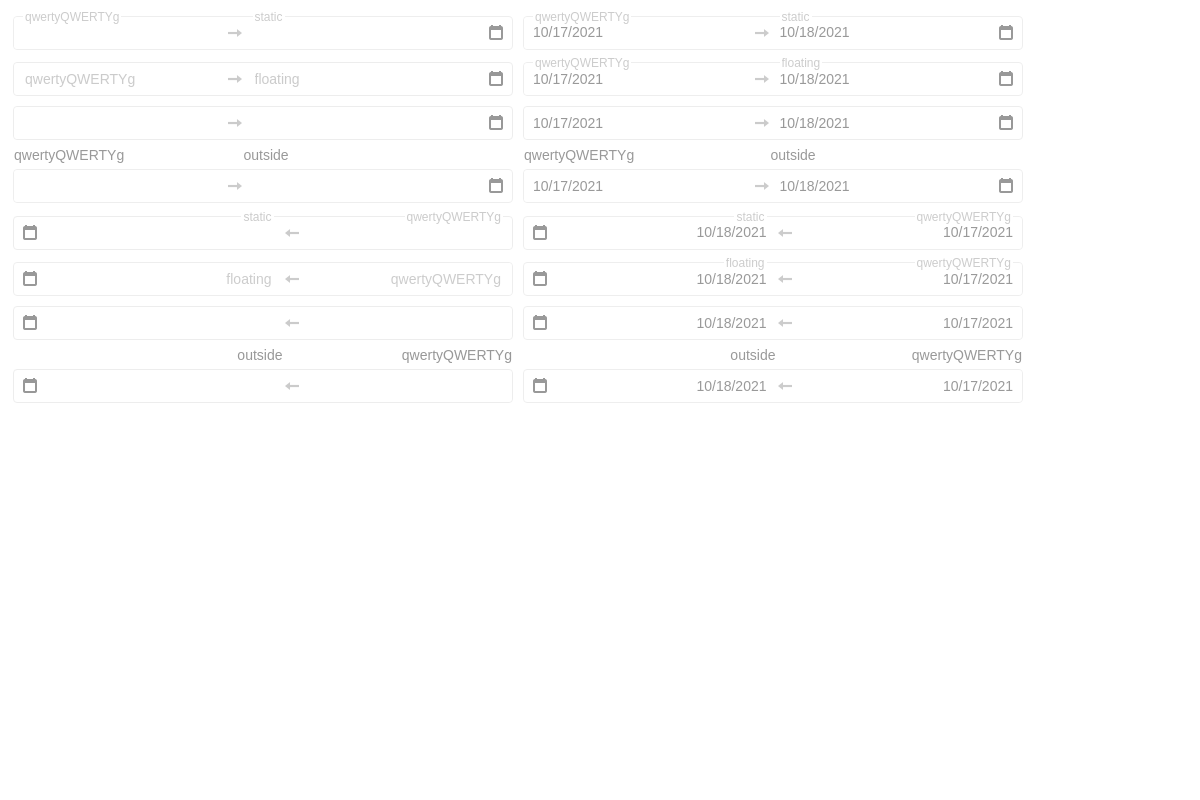 qwertyQWERTYg static qwertyQWERTYg static
10/17/2021 10/18/2021
qwertyQWERTYg floating
qwertyQWERTYg floating 10/17/2021 10/18/2021
10/17/2021 10/18/2021
qwertyQWERTYg outside qwertyQWERTYg outside
10/17/2021 10/18/2021
static qwertyQWERTYg static qwertyQWERTYg
10/18/2021 10/17/2021
floating qwertyQWERTYg
floating qwertyQWERTYg 10/18/2021 10/17/2021
10/18/2021 10/17/2021
outside qwertyQWERTYg outside qwertyQWERTYg
10/18/2021 10/17/2021